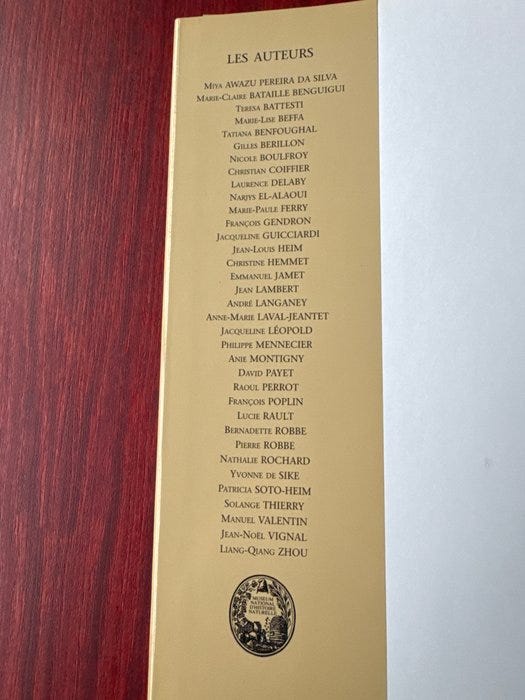 LES AUTEURS
Miya AWAZU PEREIRA DA SILVA
Marie-Claire BATAILLE BENGUIGUI
Teresa BATTESTI
Marie-Lise BEFFA
Tatiana BENFOUGHAL
Gilles BERILLON
Nicole BOULFROY
Christian COIFFIER
Laurence DELABY
Narjys EL-ALAOUI
Marie-Paule FERRY
François GENDRON
Jacqueline GUICCIARDI
Jean-Louis HEIM
Christine HEMMET
Emmanuel JAMET
Jean LAMBERT
André LANGANEY
Anne-Marie LAVAL-JEANTET
Jacqueline LÉOPOLD
Philippe MENNECIER
Anie MONTIGNY
David PAYET
Raoul PERROT
François POPLIN
Lucie RAULT
Bernadette ROBBE
Pierre ROBBE
Nathalie ROCHARD
Yvonne de SIKE
Patricia SOTO-HEIM
Solange THIERRY
Manuel VALENTIN
Jean-Noël VIGNAL
Liang-Qiang ZHOU
MUSEUM
NATIONAL
D'HISTOIRE
NATURELLE